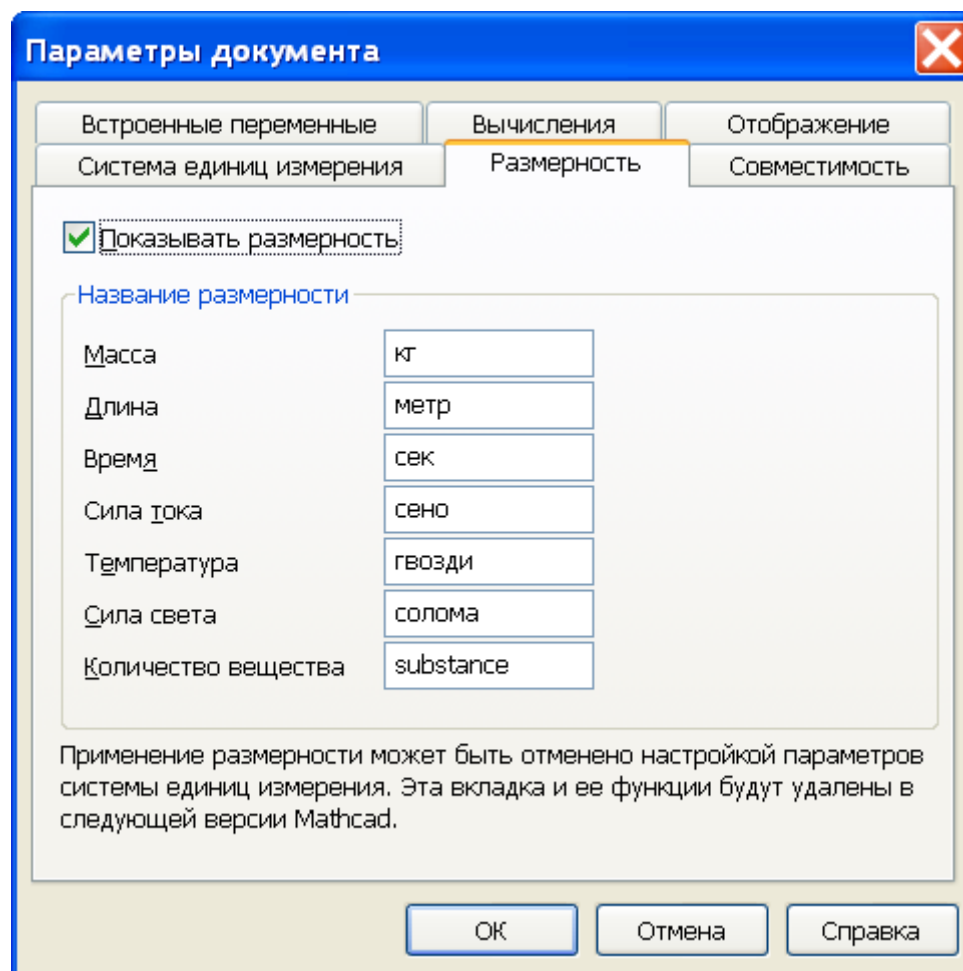 Параметры документа
Встроенные переменные
Вычисления
Отображение
Система единиц измерения
Размерность
Совместимость
Показывать размерность
Название размерности
Масса
кг
Длина
метр
Время
сек
Сила тока
сено
Температура
гвозди
Сила света
солома
Количество вещества
substance
Применение размерности может быть отменено настройкой параметров
системы единиц измерения. Эта вкладка и ее функции будут удалены в
следующей версии Mathcad.
ОК
Отмена
Справка